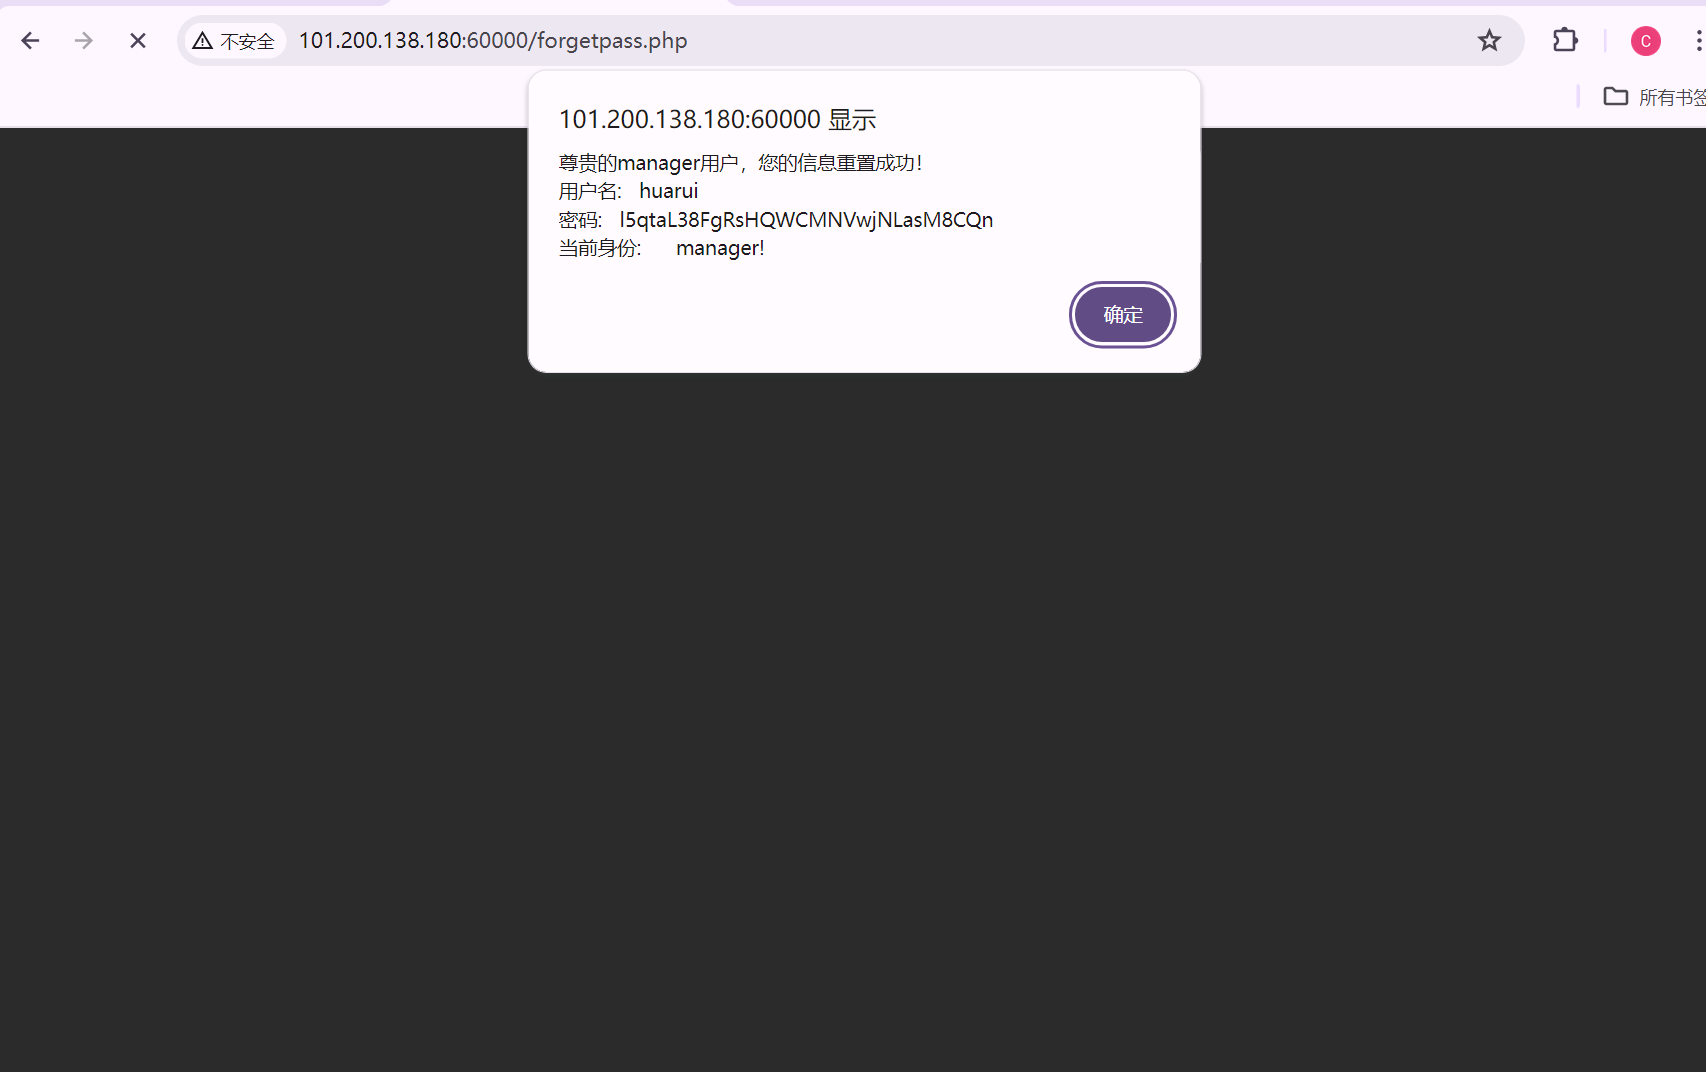 不安全
101.200.138.180:60000/forgetpass.php
C
所有书签
101.200.138.180:60000 显示
尊贵的manager用户，您的信息重置成功！
用户名： huarui
密码： l5qtaL38FgRsHQWCMNVwjNLasM8CQn
当前身份： manager!
确定